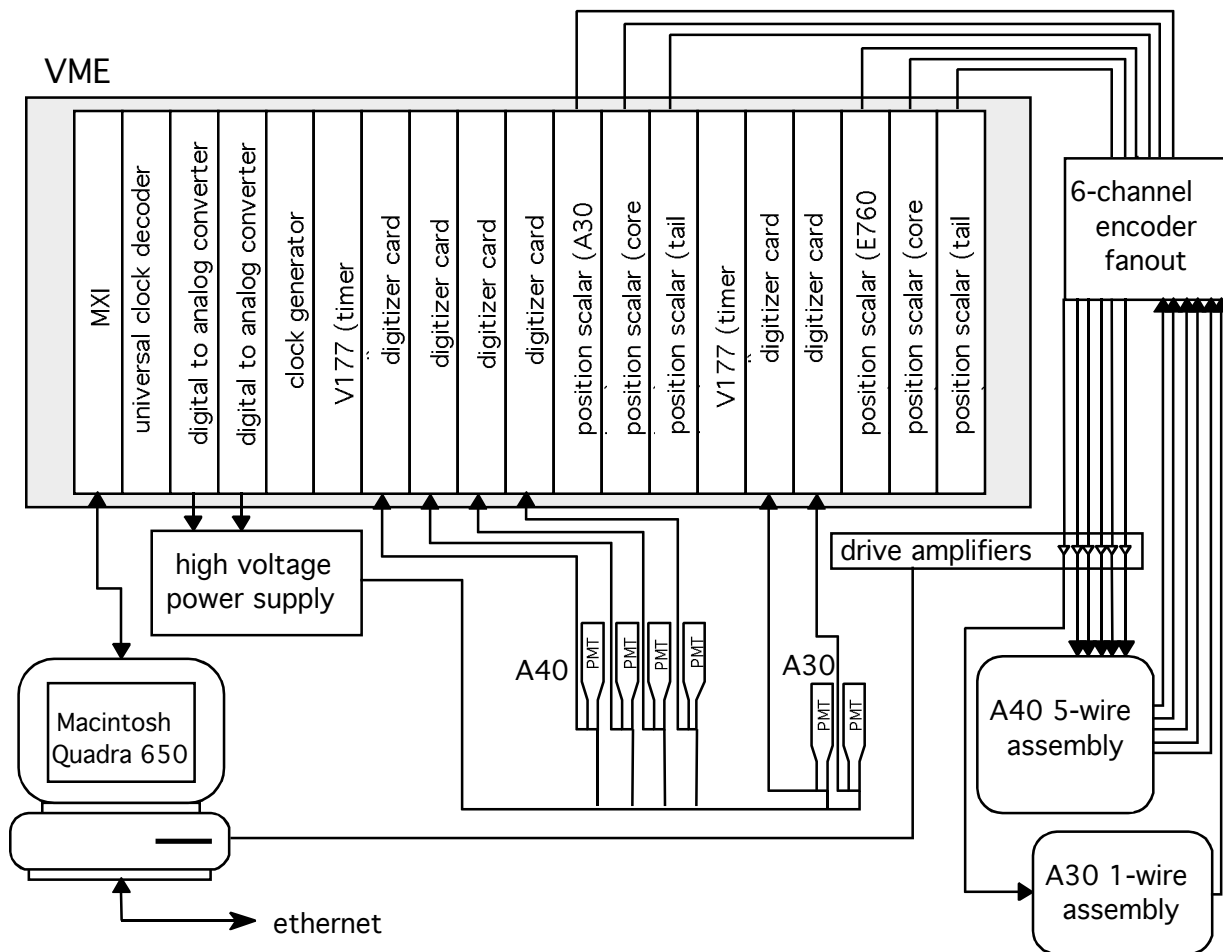 VME
MXI
universal clock decoder
digital to analog converter
digital to analog converter
clock generator
V177 (timer
digitizer card
digitizer card
digitizer card
digitizer card
position scalar (A30
position scalar (core
position scalar (tail
V177 (timer
digitizer card
digitizer card
position scalar (E760
position scalar (core
position scalar (tail
6-channel
encoder
fanout
high voltage
power supply
drive amplifiers
A40
PMT
PMT
PMT
PMT
A30
PMT
PMT
Macintosh
Quadra 650
A40 5-wire
assembly
A30 1-wire
assembly
ethernet